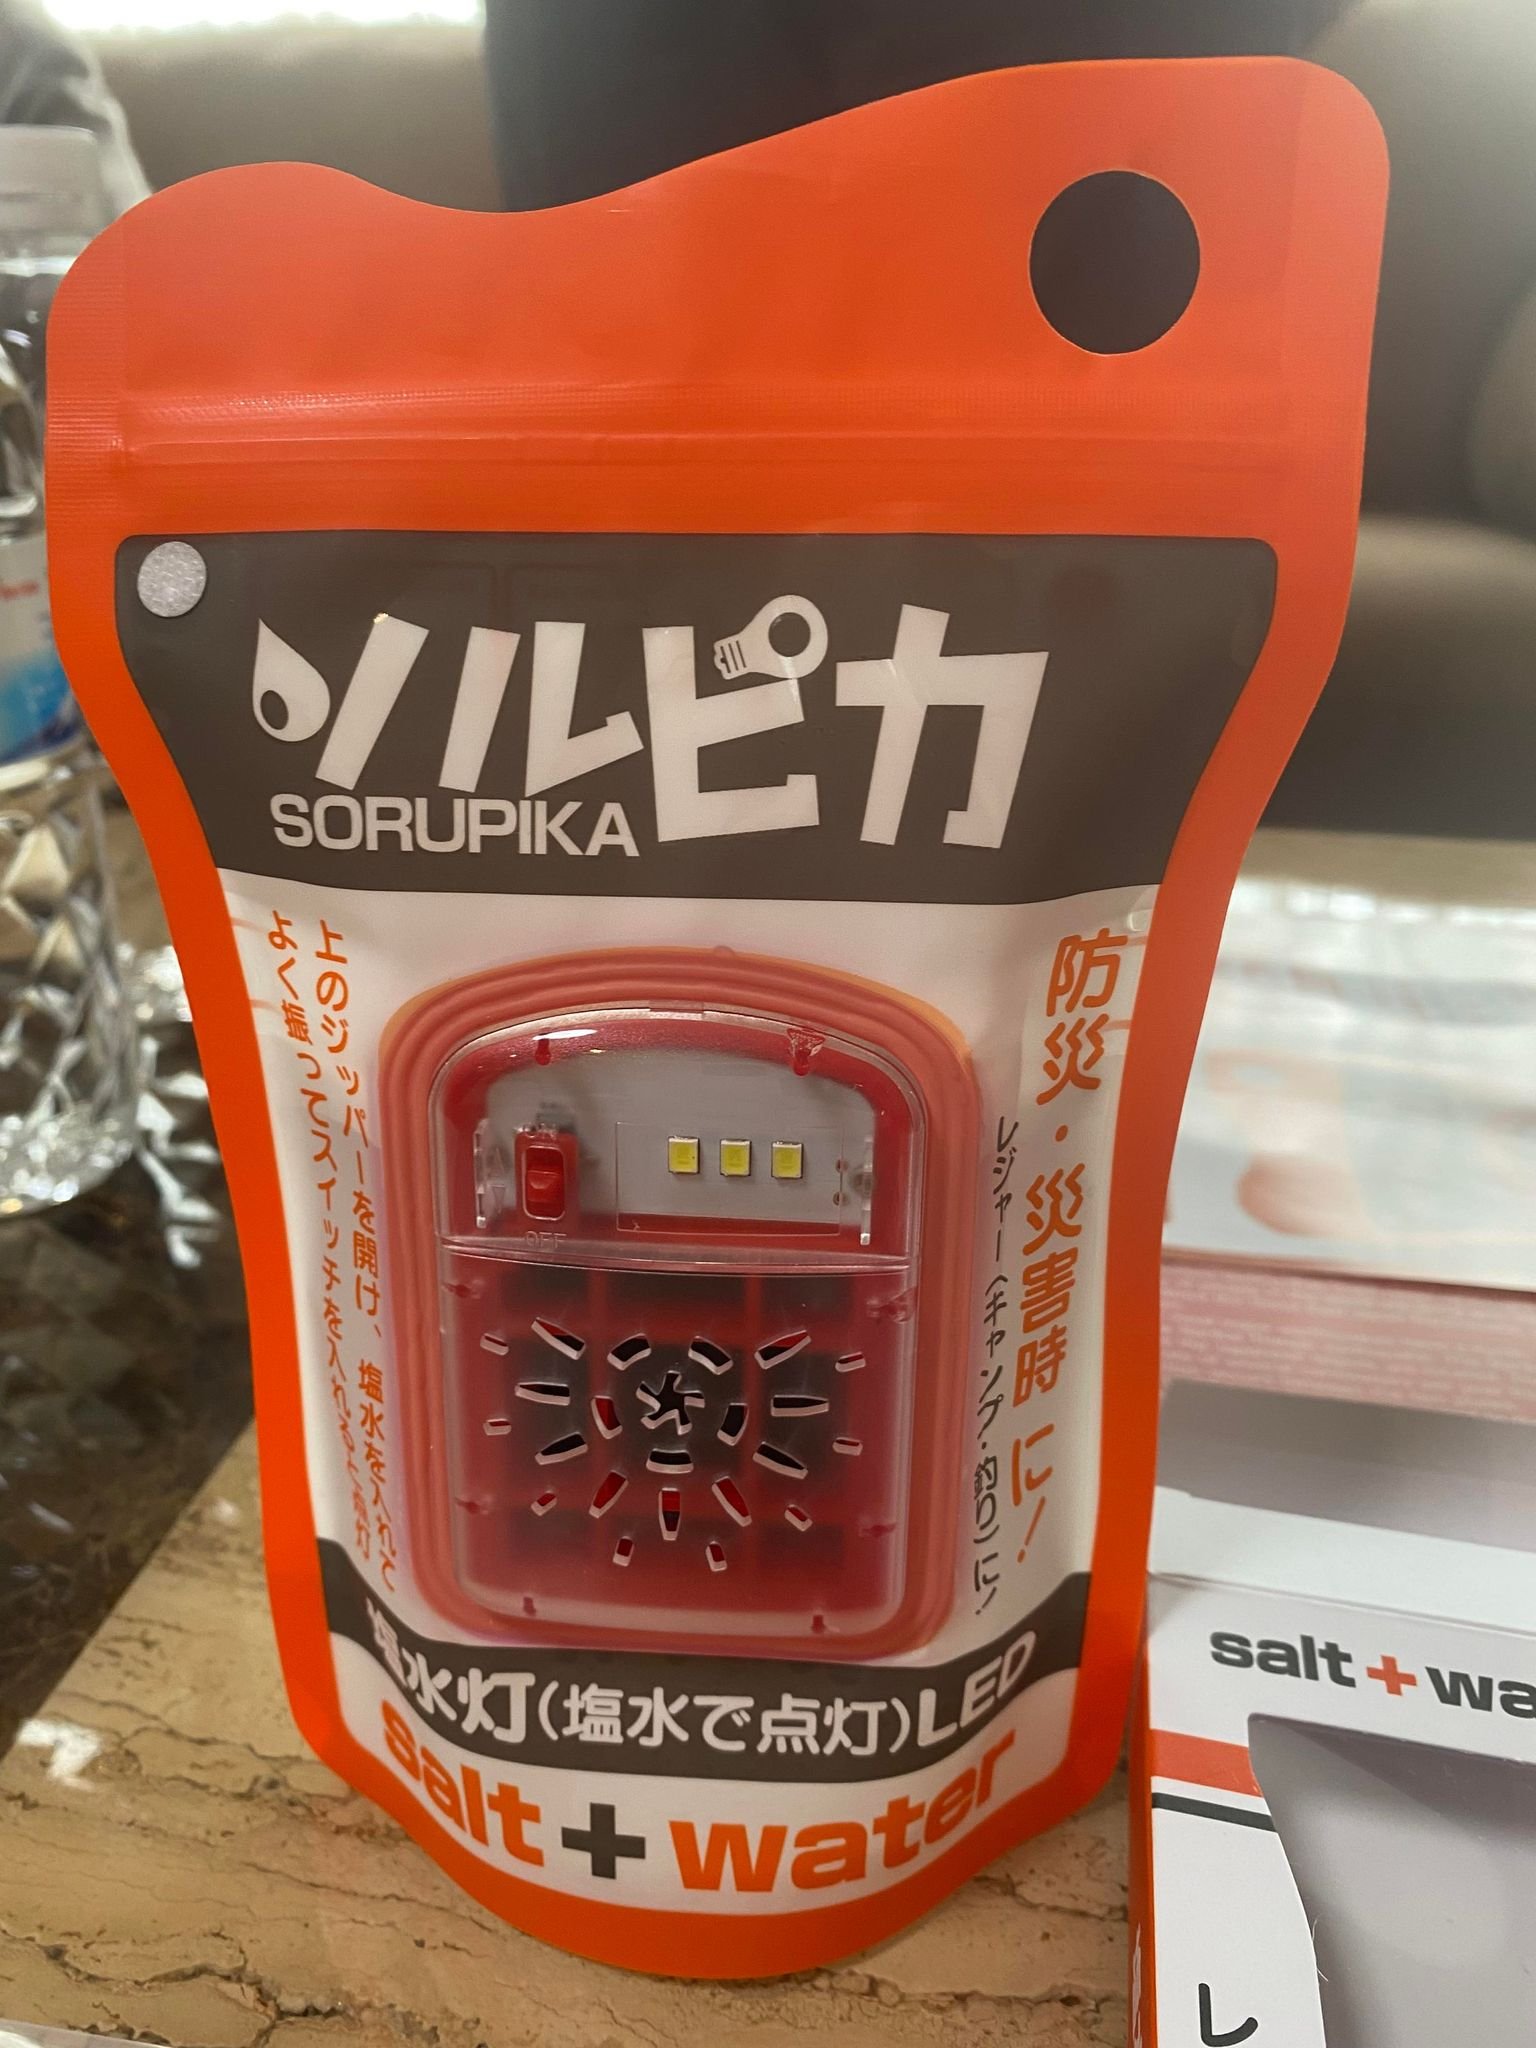 ソルピカ
SORUPIKA
防災・災害時に！
レジャー（キャンプ・釣り）に！
上のジッパーを開け、塩水を入れて
よく振ってスイッチを入れると点灯
OFF
塩水灯（塩水で点灯）LED
salt+water
salt+wa
レ